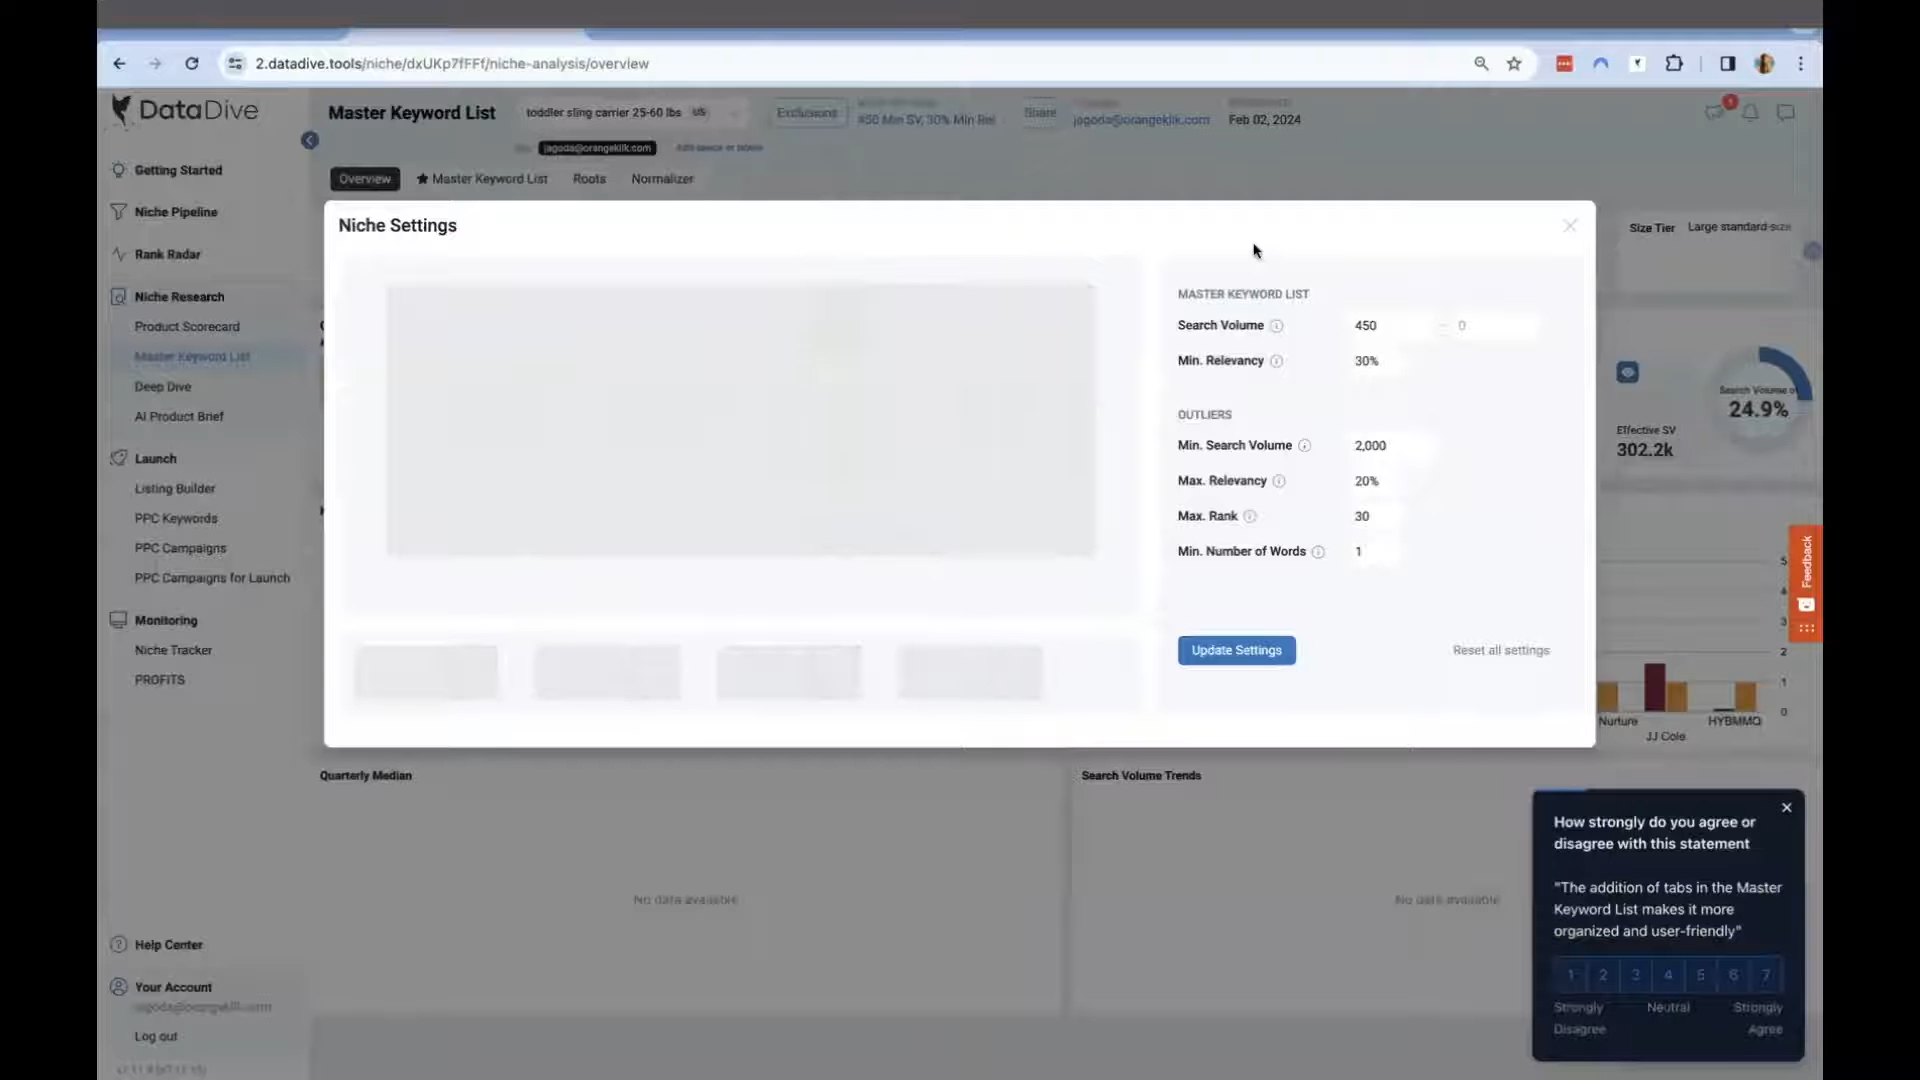 2.datadive.tools/niche/dxUKp7fFFf/niche-analysis/overview
DataDive
Master Keyword List
toddler sling carrier 25-60 lbs US
Exclusions
450 Min SV, 30% Min Rel
Share
jagoda@orangeklik.com
Feb 02, 2024
1
jagoda@orangeklik.com
Overview
★ Master Keyword List
Roots
Normalizer
Getting Started
Niche Pipeline
Rank Radar
Niche Research
Product Scorecard
Master Keyword List
Deep Dive
AI Product Brief
Launch
Listing Builder
PPC Keywords
PPC Campaigns
PPC Campaigns for Launch
Monitoring
Niche Tracker
PROFITS
Help Center
Your Account
jagoda@orangeklik.com
Log out
Niche Settings
MASTER KEYWORD LIST
Search Volume 450 - 0
Min. Relevancy 30%
OUTLIERS
Min. Search Volume 2,000
Max. Relevancy 20%
Max. Rank 30
Min. Number of Words 1
Update Settings
Reset all settings
Size Tier Large standard-size
Search Volume
24.9%
Effective SV
302.2k
Feedback
5
4
3
2
1
0
Nurture
JJ Cole
HYBMMQ
Quarterly Median
No data available
Search Volume Trends
No data available
How strongly do you agree or
disagree with this statement
"The addition of tabs in the Master
Keyword List makes it more
organized and user-friendly"
1 2 3 4 5 6 7
Strongly Disagree
Neutral
Strongly Agree